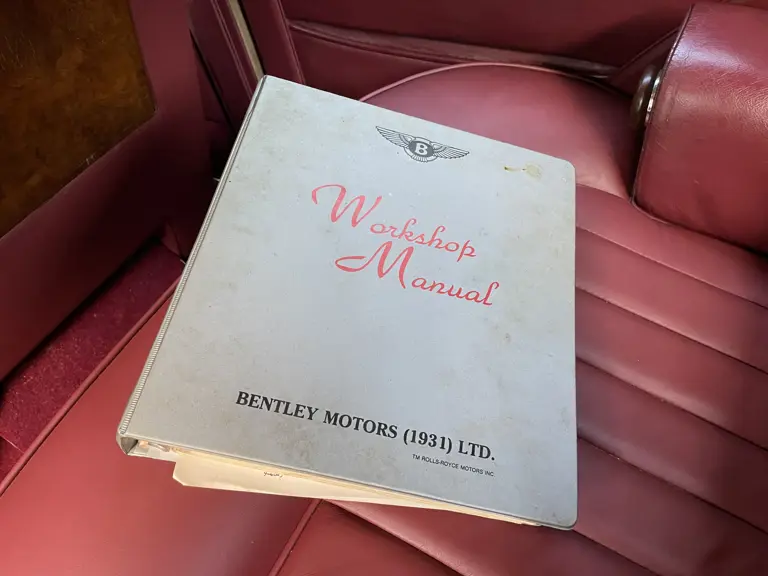 B
Workshop
Manual
BENTLEY MOTORS (1931) LTD.
TM ROLLS-ROYCE MOTORS INC.